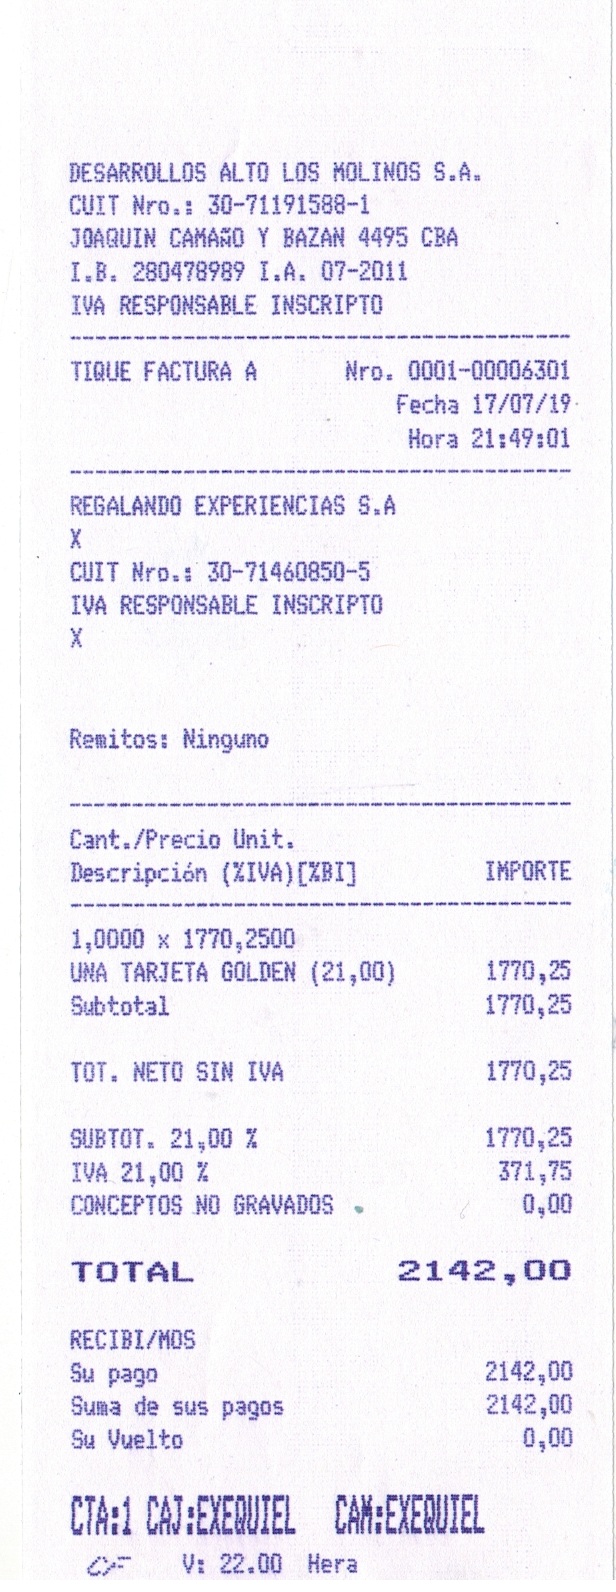 DESARROLLOS ALTO LOS MOLINOS S.A.
CUIT Nro.: 30-71191588-1
JOAQUIN CAMAÑO Y BAZAN 4495 CBA
I.B. 280478989 I.A. 07-2011
IVA RESPONSABLE INSCRIPTO
TIQUE FACTURA A Nro. 0001-00006301
Fecha 17/07/19
Hora 21:49:01
REGALANDO EXPERIENCIAS S.A
X
CUIT Nro.: 30-71460850-5
IVA RESPONSABLE INSCRIPTO
X
Remitos: Ninguno
Cant./Precio Unit.
Descripción (%IVA)[%BI] IMPORTE
1,0000 x 1770,2500
UNA TARJETA GOLDEN (21,00) 1770,25
Subtotal 1770,25
TOT. NETO SIN IVA 1770,25
SUBTOT. 21,00 % 1770,25
IVA 21,00 % 371,75
CONCEPTOS NO GRAVADOS 0,00
TOTAL 2142,00
RECIBI/MOS
Su pago 2142,00
Suma de sus pagos 2142,00
Su Vuelto 0,00
CTA:1 CAJ:EXEQUIEL CAM:EXEQUIEL
CF V: 22.00 Hera